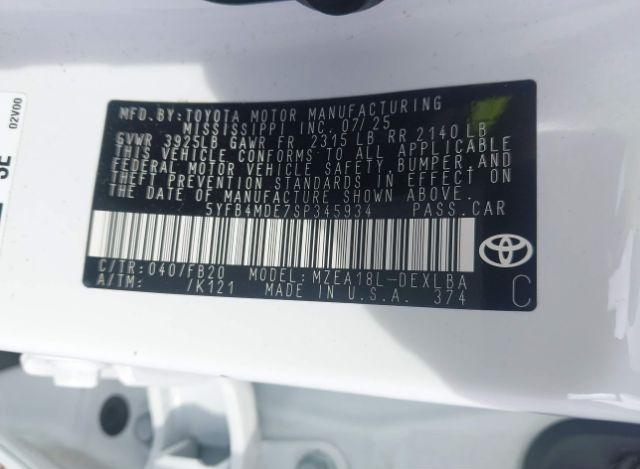 MFD.BY:TOYOTA MOTOR MANUFACTURING
MISSISSIPPI INC. 07/25
GVWR 3925LB GAWR FR 2315 LB RR 2140 LB
THIS VEHICLE CONFORMS TO ALL APPLICABLE
FEDERAL MOTOR VEHICLE SAFETY, BUMPER, AND
THEFT PREVENTION STANDARDS IN EFFECT ON
THE DATE OF MANUFACTURE SHOWN ABOVE.
5YFB4MDE7SP345934 PASS.CAR
C/TR: 040/FB20 MODEL: MZEA18L-DEXLBA
A/TM: /K121 MADE IN U.S.A. 374
C
02V00